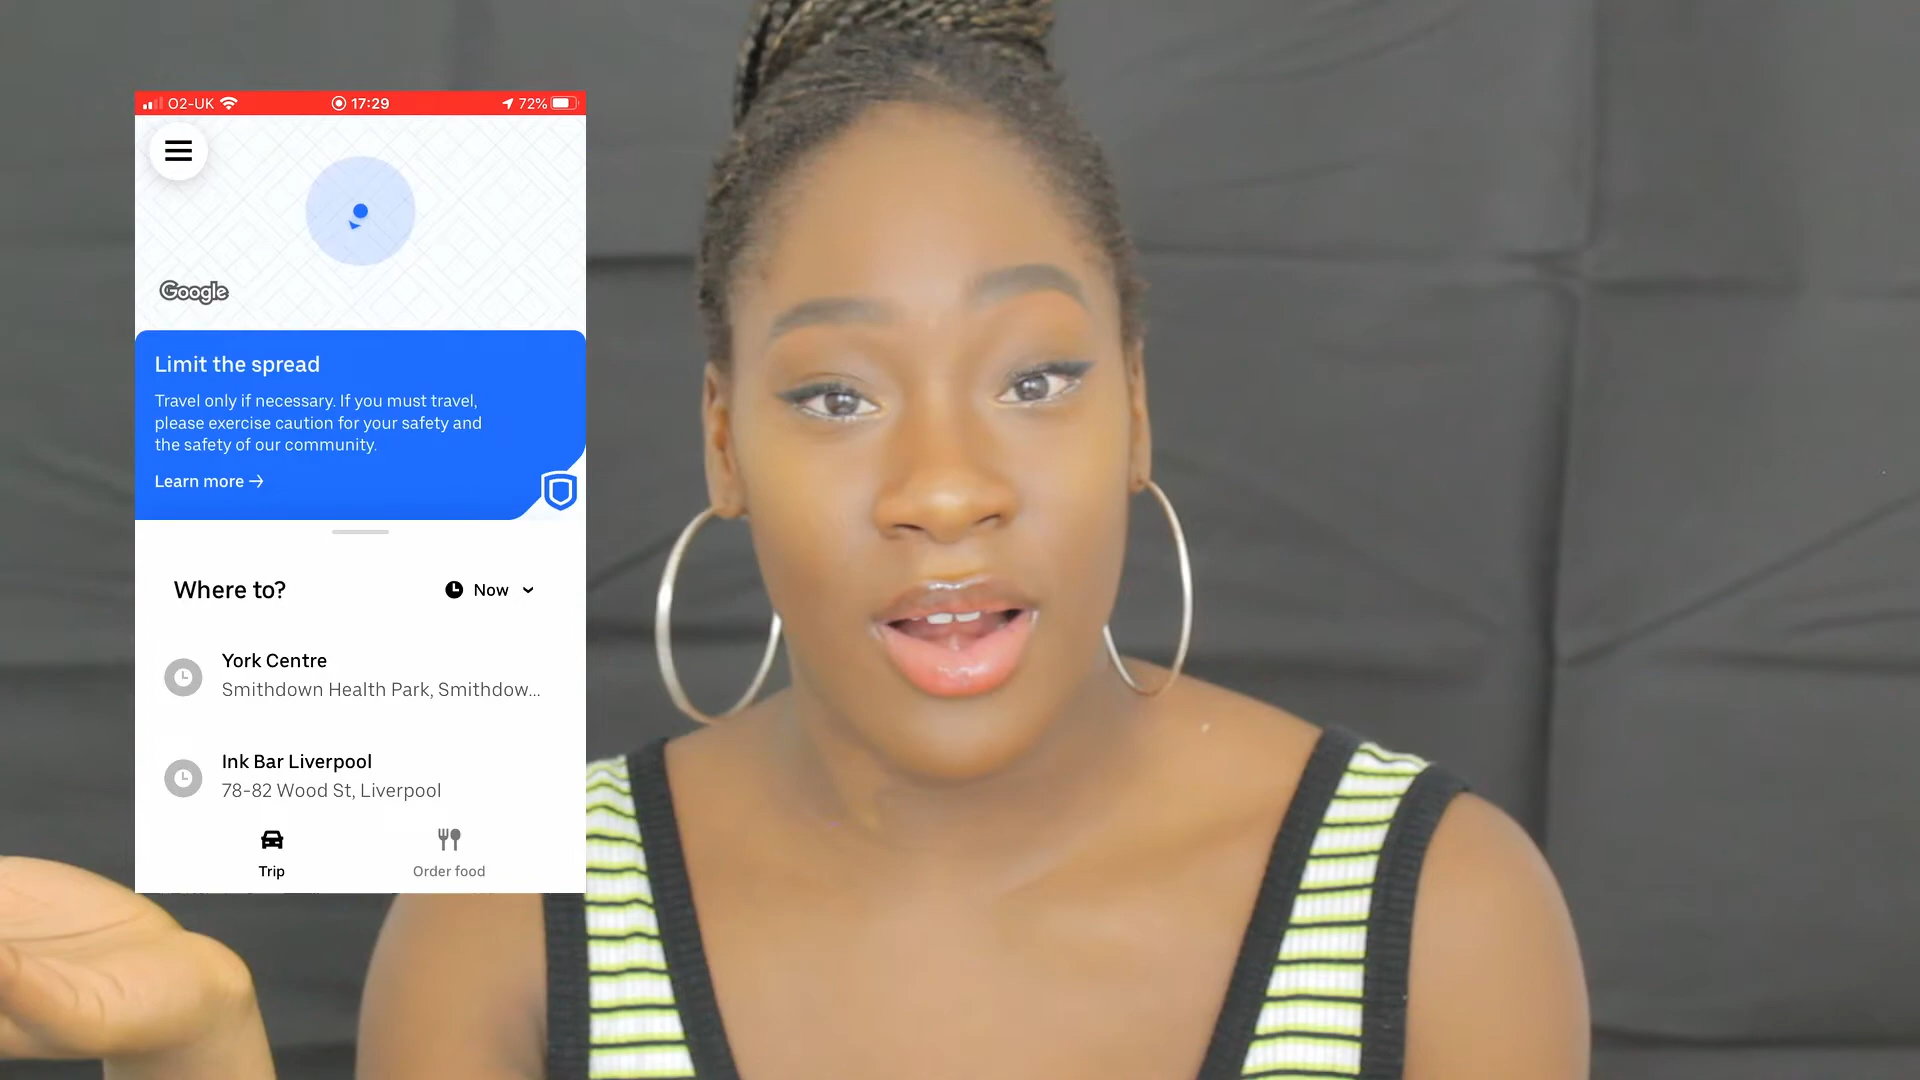 O2-UK 17:29 72%
Google
Limit the spread
Travel only if necessary. If you must travel,
please exercise caution for your safety and
the safety of our community.
Learn more →
Where to? Now
York Centre
Smithdown Health Park, Smithdow...
Ink Bar Liverpool
78-82 Wood St, Liverpool
Trip Order food